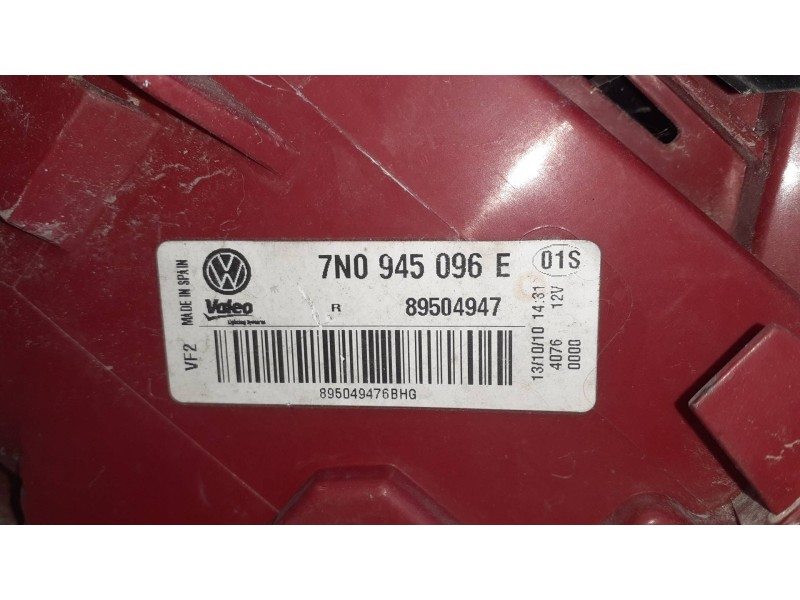 7N0 945 096 E
01S
MADE IN SPAIN
VW
Valeo
Lighting Systems
R
89504947
VF2
895049476BHG
13/10/10 14:31
4076 12V
0000